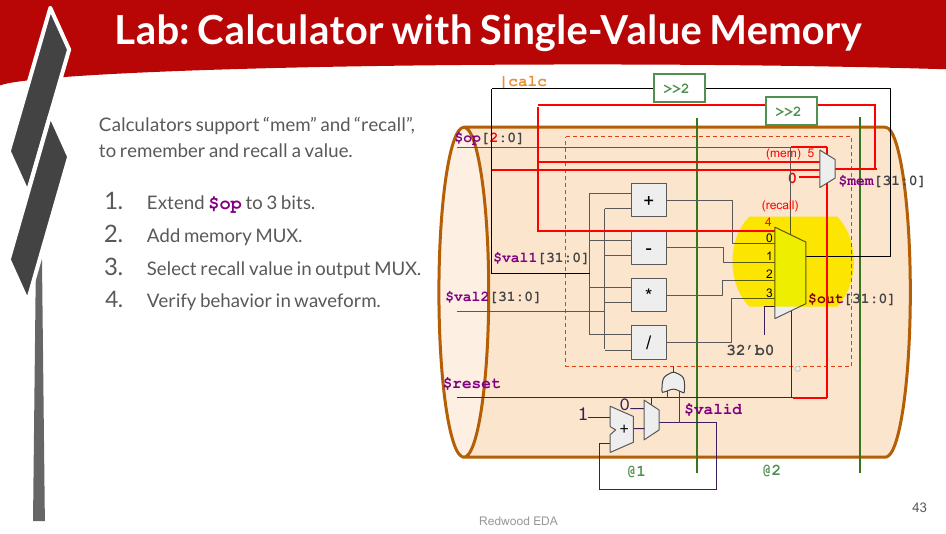 Lab: Calculator with Single-Value Memory
Calculators support “mem” and “recall”,
to remember and recall a value.
1. Extend $op to 3 bits.
2. Add memory MUX.
3. Select recall value in output MUX.
4. Verify behavior in waveform.
|calc
>>2
>>2
$op[2:0]
(mem) 5
0
$mem[31:0]
+
(recall)
4
0
-
1
$val1[31:0]
2
*
3
$val2[31:0]
$out[31:0]
/
32’b0
$reset
0
$valid
1
+
@1
@2
43
Redwood EDA